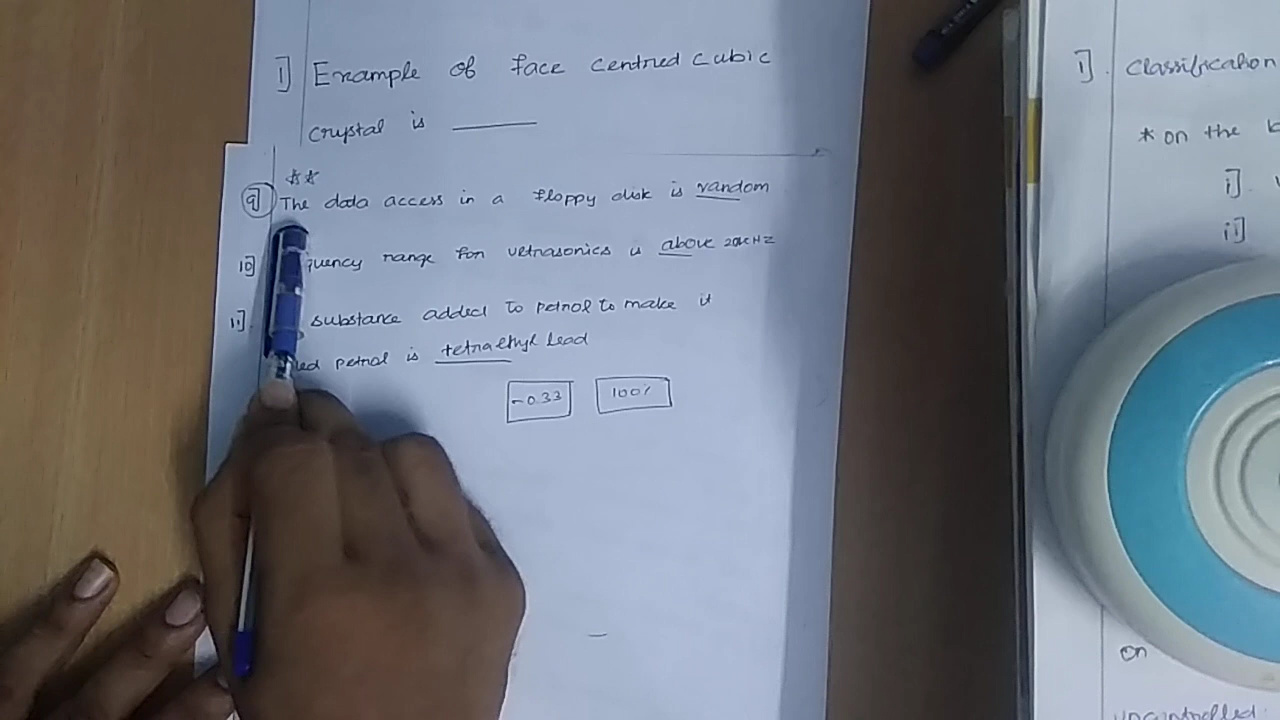 1] Example of face centred cubic
crystal is
**
9] The data access in a floppy disk is random
10] quency range for ultrasonics is above 20KHZ
11]. substance added to petrol to make it
led petrol is tetraethyl lead
-0.33 100%
1]. Classification
* on the b
i].
ii]
on
uncontrolled.